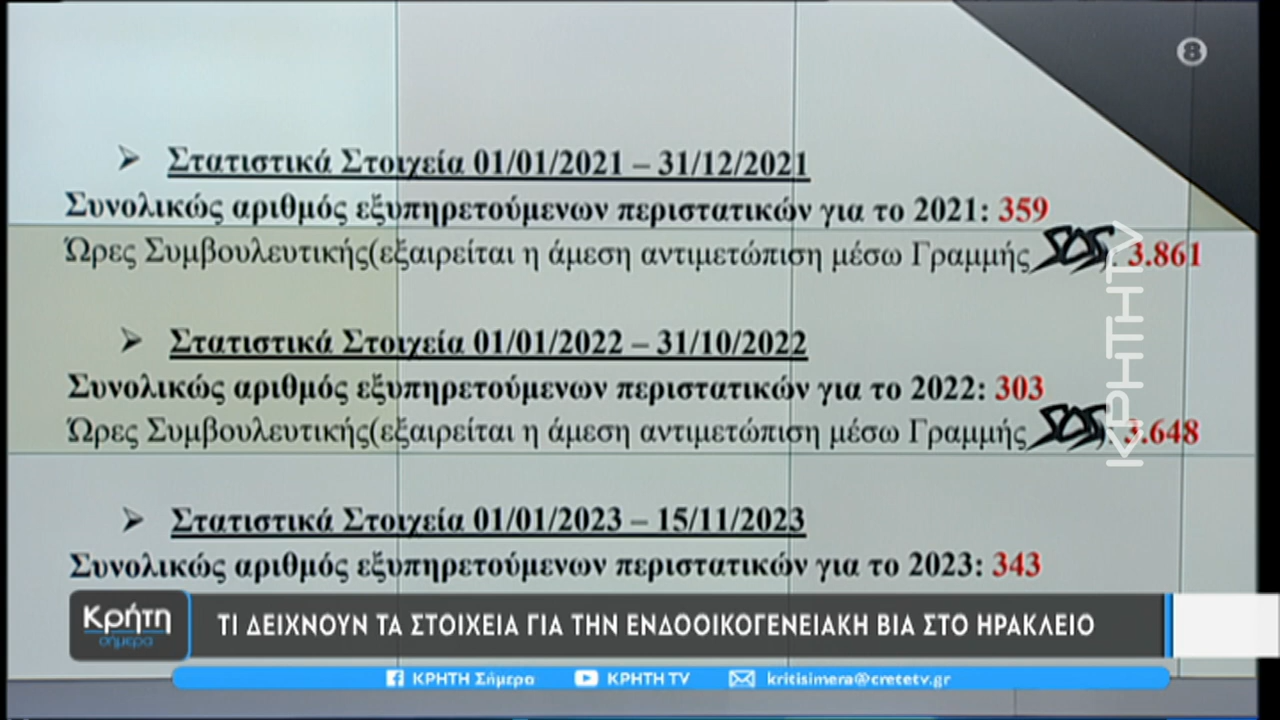 8
Στατιστικά Στοιχεία 01/01/2021 – 31/12/2021
Συνολικώς αριθμός εξυπηρετούμενων περιστατικών για το 2021: 359
Ώρες Συμβουλευτικής(εξαιρείται η άμεση αντιμετώπιση μέσω Γραμμής SOS): 3.861
ΚΡΗΤΗ TV
Στατιστικά Στοιχεία 01/01/2022 – 31/10/2022
Συνολικώς αριθμός εξυπηρετούμενων περιστατικών για το 2022: 303
Ώρες Συμβουλευτικής(εξαιρείται η άμεση αντιμετώπιση μέσω Γραμμής SOS): 3.648
Στατιστικά Στοιχεία 01/01/2023 – 15/11/2023
Συνολικώς αριθμός εξυπηρετούμενων περιστατικών για το 2023: 343
Κρήτη
σήμερα
ΤΙ ΔΕΙΧΝΟΥΝ ΤΑ ΣΤΟΙΧΕΙΑ ΓΙΑ ΤΗΝ ΕΝΔΟΟΙΚΟΓΕΝΕΙΑΚΗ ΒΙΑ ΣΤΟ ΗΡΑΚΛΕΙΟ
ΚΡΗΤΗ Σήμερα ΚΡΗΤΗ TV kritisimera@cretetv.gr